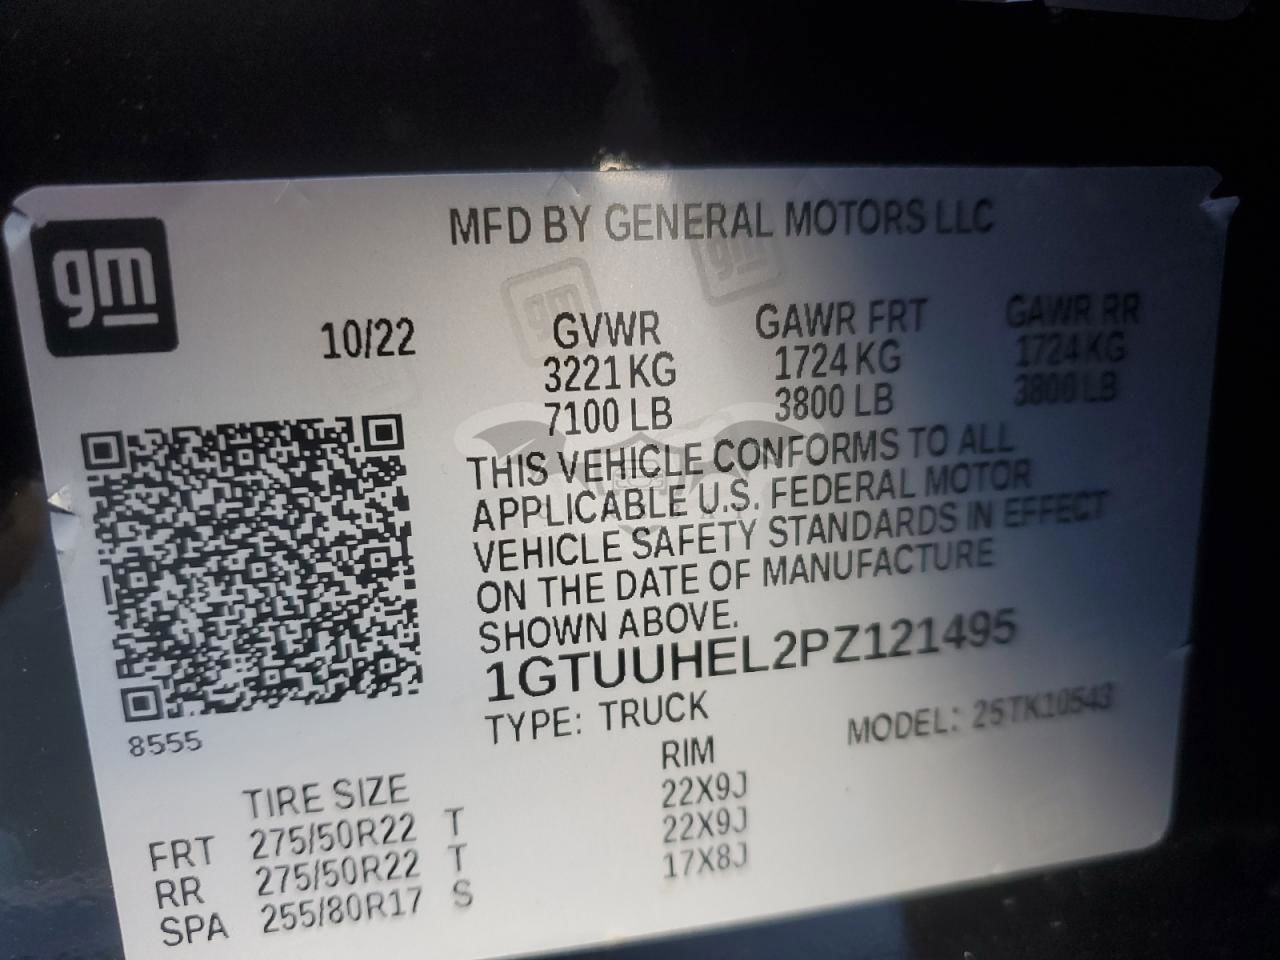 gm
MFD BY GENERAL MOTORS LLC
10/22 GVWR GAWR FRT GAWR RR
3221 KG 1724 KG 1724 KG
7100 LB 3800 LB 3800 LB
THIS VEHICLE CONFORMS TO ALL
APPLICABLE U.S. FEDERAL MOTOR
VEHICLE SAFETY STANDARDS IN EFFECT
ON THE DATE OF MANUFACTURE
SHOWN ABOVE.
1GTUUHEL2PZ121495
8555
TYPE: TRUCK MODEL: 25TK10543
TIRE SIZE RIM
FRT 275/50R22 T 22X9J
RR 275/50R22 T 22X9J
SPA 255/80R17 S 17X8J